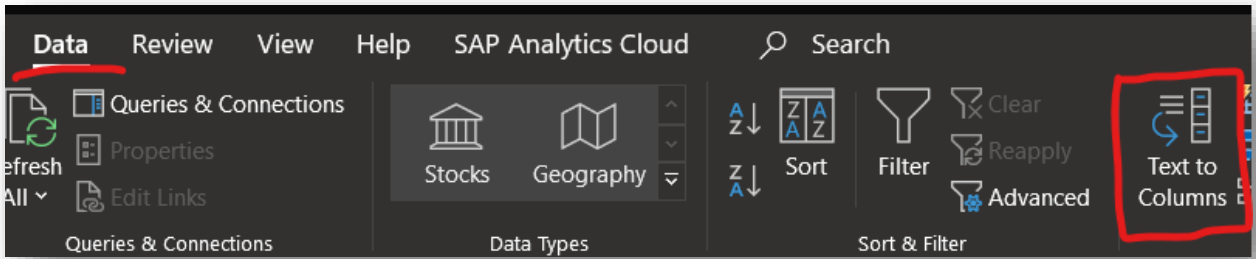 Data Review View Help SAP Analytics Cloud Search
Queries & Connections
Properties
Edit Links
efresh
All
Queries & Connections
Stocks
Geography
Data Types
A
Z
Z
A
Z A
A Z
Sort
Filter
Clear
Reapply
Advanced
Sort & Filter
Text to
Columns